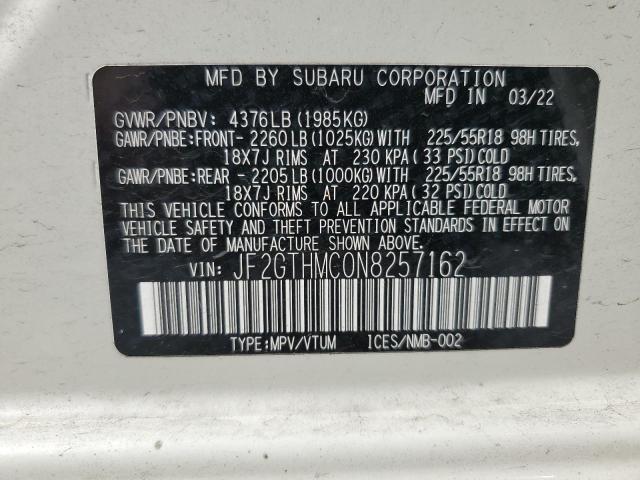 MFD BY SUBARU CORPORATION
MFD IN 03/22
GVWR/PNBV: 4376LB (1985KG)
GAWR/PNBE:FRONT- 2260LB (1025KG) WITH 225/55R18 98H TIRES,
18X7J RIMS AT 230 KPA (33 PSI) COLD
GAWR/PNBE:REAR - 2205LB (1000KG) WITH 225/55R18 98H TIRES,
18X7J RIMS AT 220 KPA (32 PSI) COLD
THIS VEHICLE CONFORMS TO ALL APPLICABLE FEDERAL MOTOR
VEHICLE SAFETY AND THEFT PREVENTION STANDARDS IN EFFECT ON
THE DATE OF MANUFACTURE SHOWN ABOVE.
VIN: JF2GTHMC0N8257162
TYPE:MPV/VTUM ICES/NMB-002